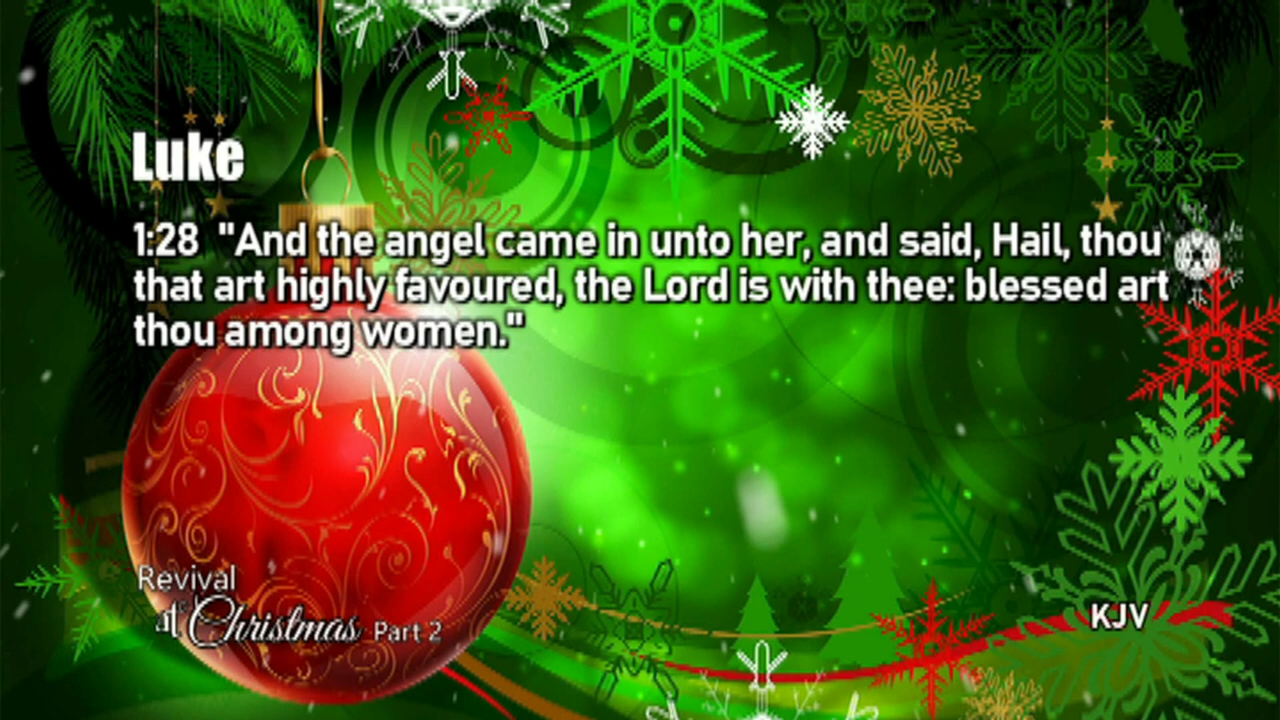 Luke
1:28 "And the angel came in unto her, and said, Hail, thou
that art highly favoured, the Lord is with thee: blessed art
thou among women."
Revival
at Christmas Part 2
KJV